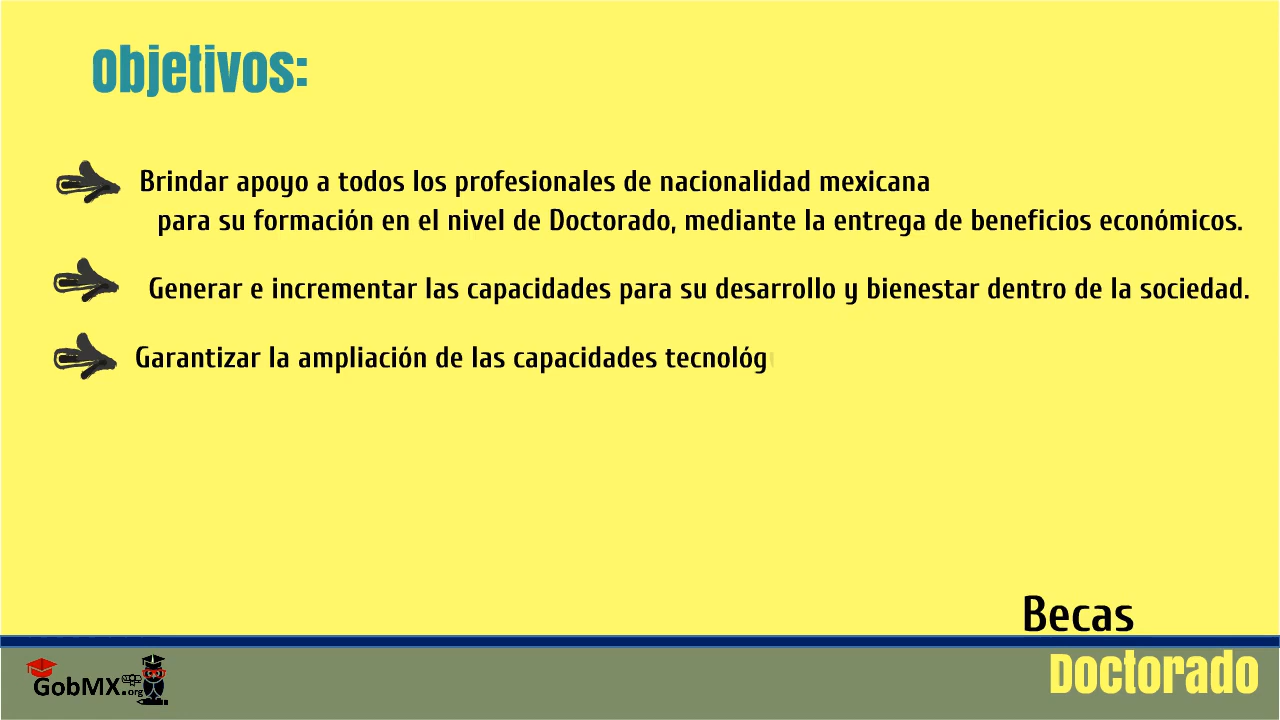 Objetivos:
Brindar apoyo a todos los profesionales de nacionalidad mexicana
para su formación en el nivel de Doctorado, mediante la entrega de beneficios económicos.
Generar e incrementar las capacidades para su desarrollo y bienestar dentro de la sociedad.
Garantizar la ampliación de las capacidades tecnológ
Becas
Doctorado
GobMX.org